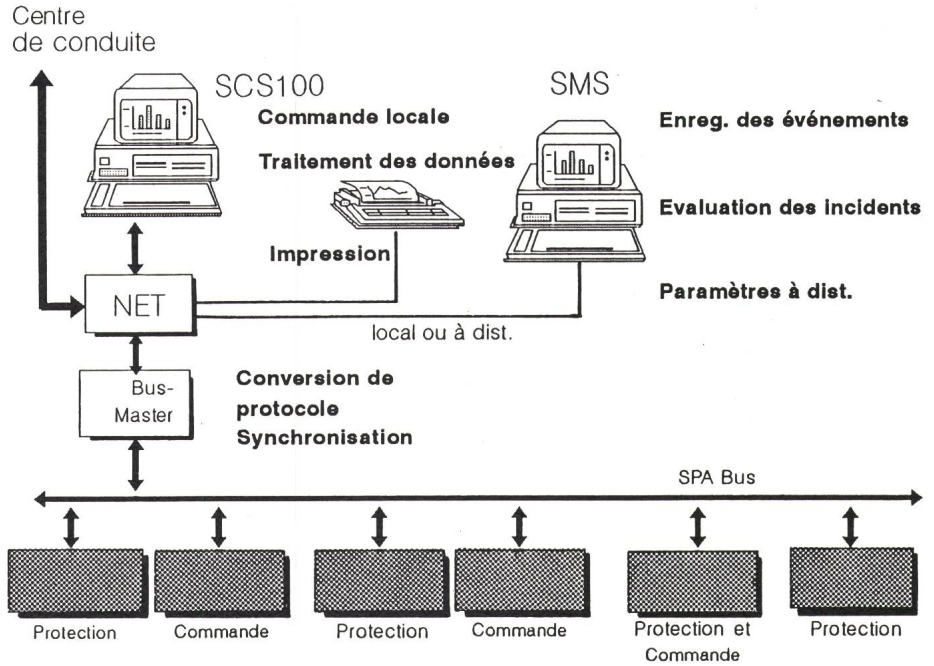 Centre
de conduite
SCS100
SMS
Commande locale
Enreg. des événements
Traitement des données
Evaluation des incidents
Impression
Paramètres à dist.
NET
local ou à dist.
Bus-
Master
Conversion de
protocole
Synchronisation
SPA Bus
Protection
Commande
Protection
Commande
Protection et
Commande
Protection